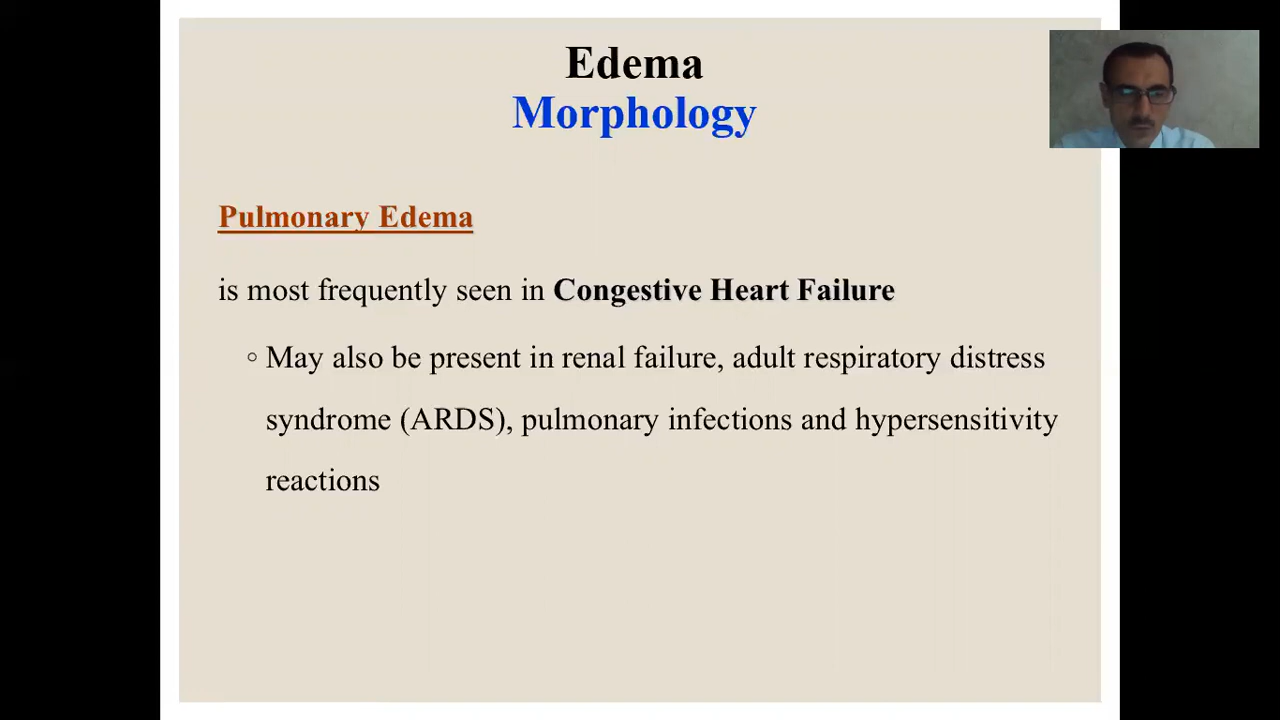 Edema
Morphology
Pulmonary Edema
is most frequently seen in Congestive Heart Failure
◦ May also be present in renal failure, adult respiratory distress
syndrome (ARDS), pulmonary infections and hypersensitivity
reactions